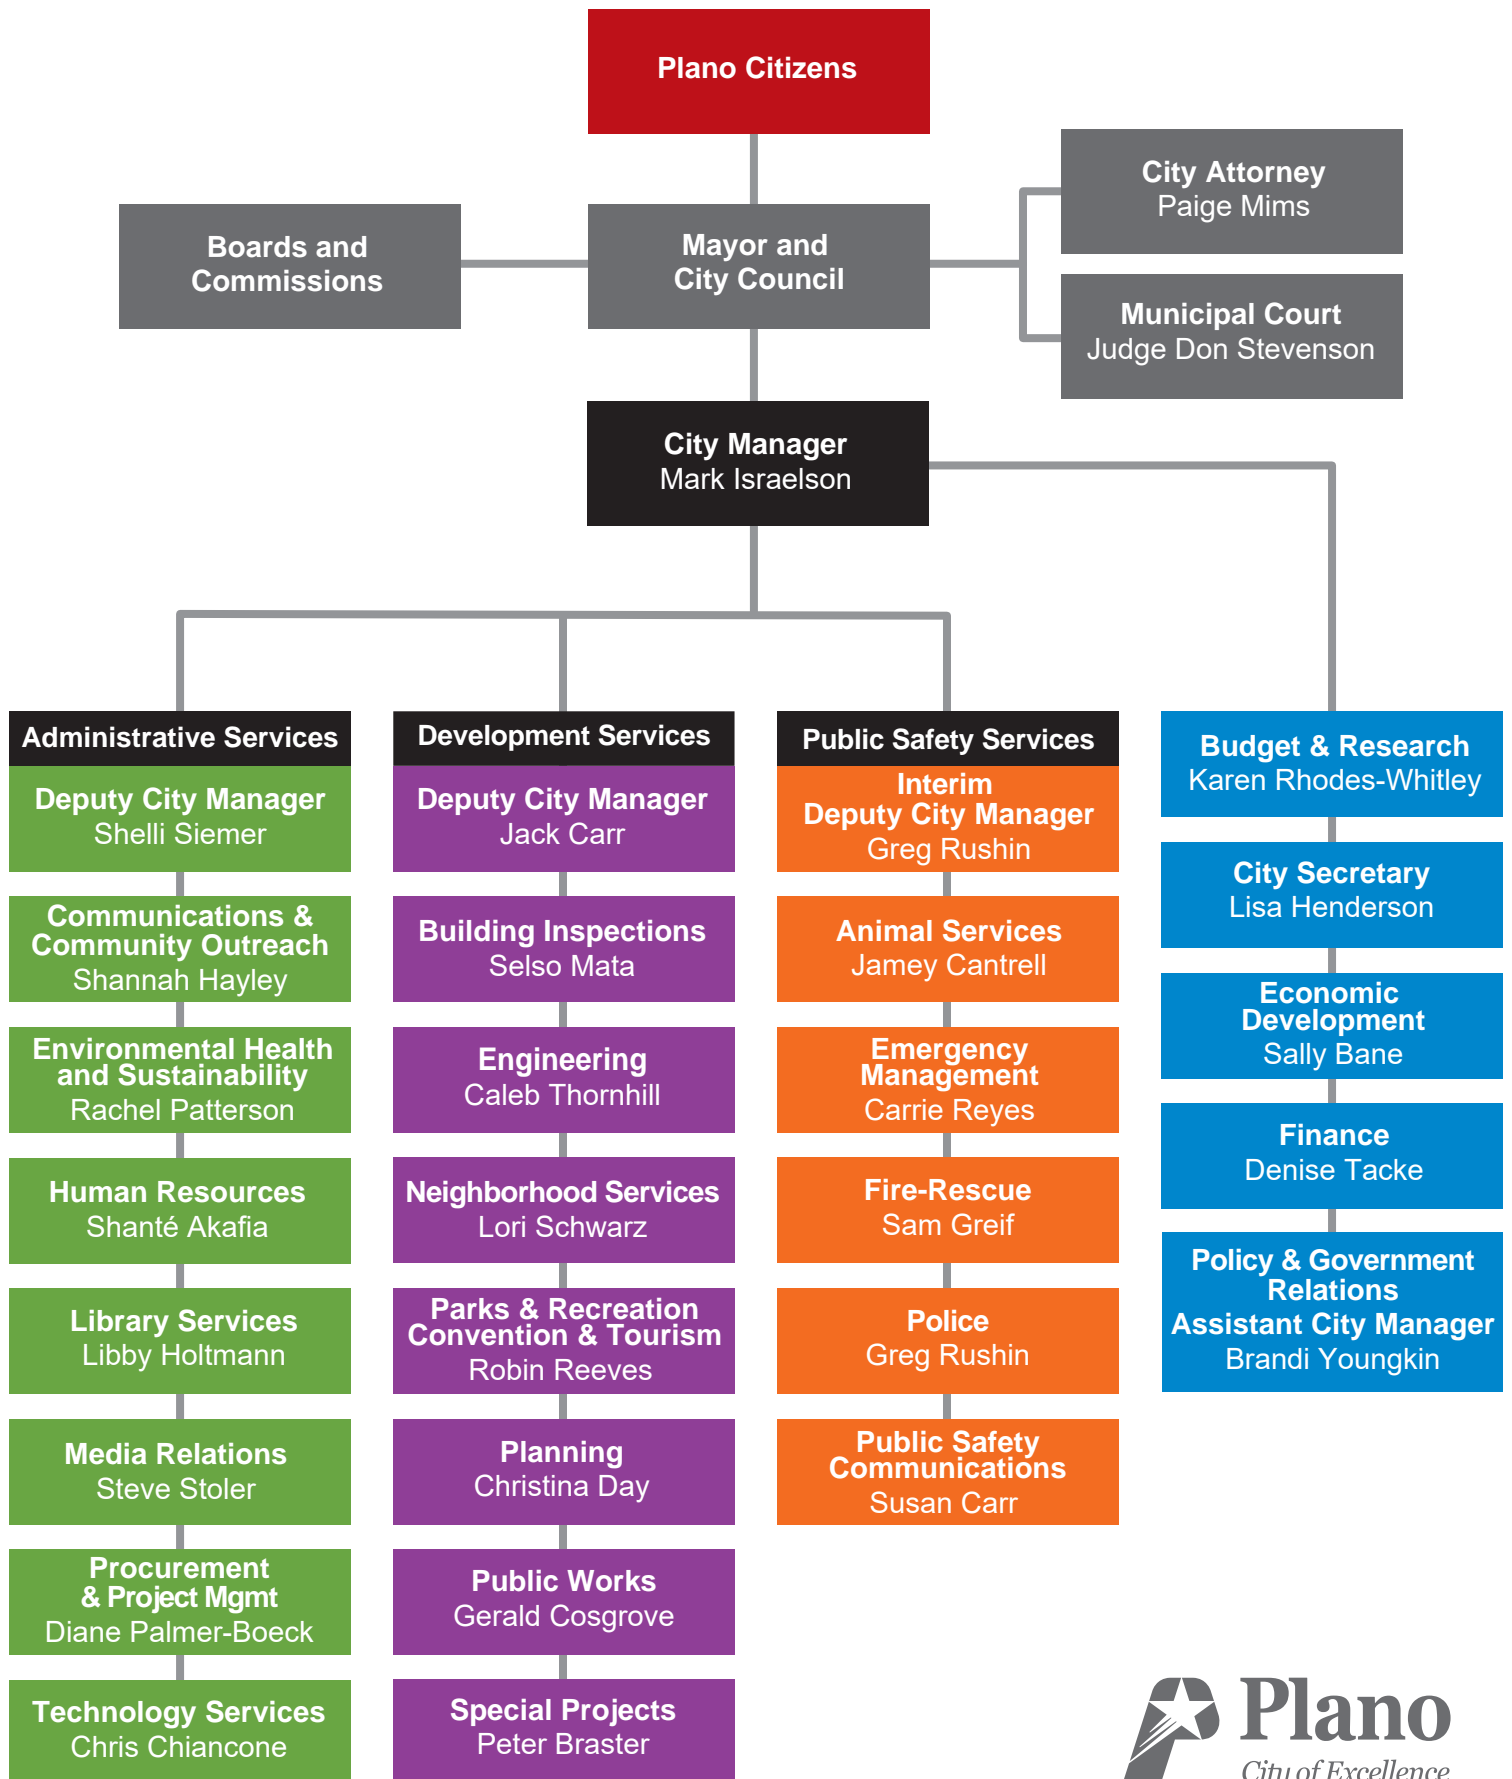 Plano Citizens
City Attorney
Paige Mims
Boards and
Commissions
Mayor and
City Council
Municipal Court
Judge Don Stevenson
City Manager
Mark Israelson
Administrative Services
Deputy City Manager
Shelli Siemer
Communications &
Community Outreach
Shannah Hayley
Environmental Health
and Sustainability
Rachel Patterson
Human Resources
Shanté Akafia
Library Services
Libby Holtmann
Media Relations
Steve Stoler
Procurement
& Project Mgmt
Diane Palmer-Boeck
Technology Services
Chris Chiancone
Development Services
Deputy City Manager
Jack Carr
Building Inspections
Selso Mata
Engineering
Caleb Thornhill
Neighborhood Services
Lori Schwarz
Parks & Recreation
Convention & Tourism
Robin Reeves
Planning
Christina Day
Public Works
Gerald Cosgrove
Special Projects
Peter Braster
Public Safety Services
Interim
Deputy City Manager
Greg Rushin
Animal Services
Jamey Cantrell
Emergency
Management
Carrie Reyes
Fire-Rescue
Sam Greif
Police
Greg Rushin
Public Safety
Communications
Susan Carr
Budget & Research
Karen Rhodes-Whitley
City Secretary
Lisa Henderson
Economic
Development
Sally Bane
Finance
Denise Tacke
Policy & Government
Relations
Assistant City Manager
Brandi Youngkin
Plano
City of Excellence